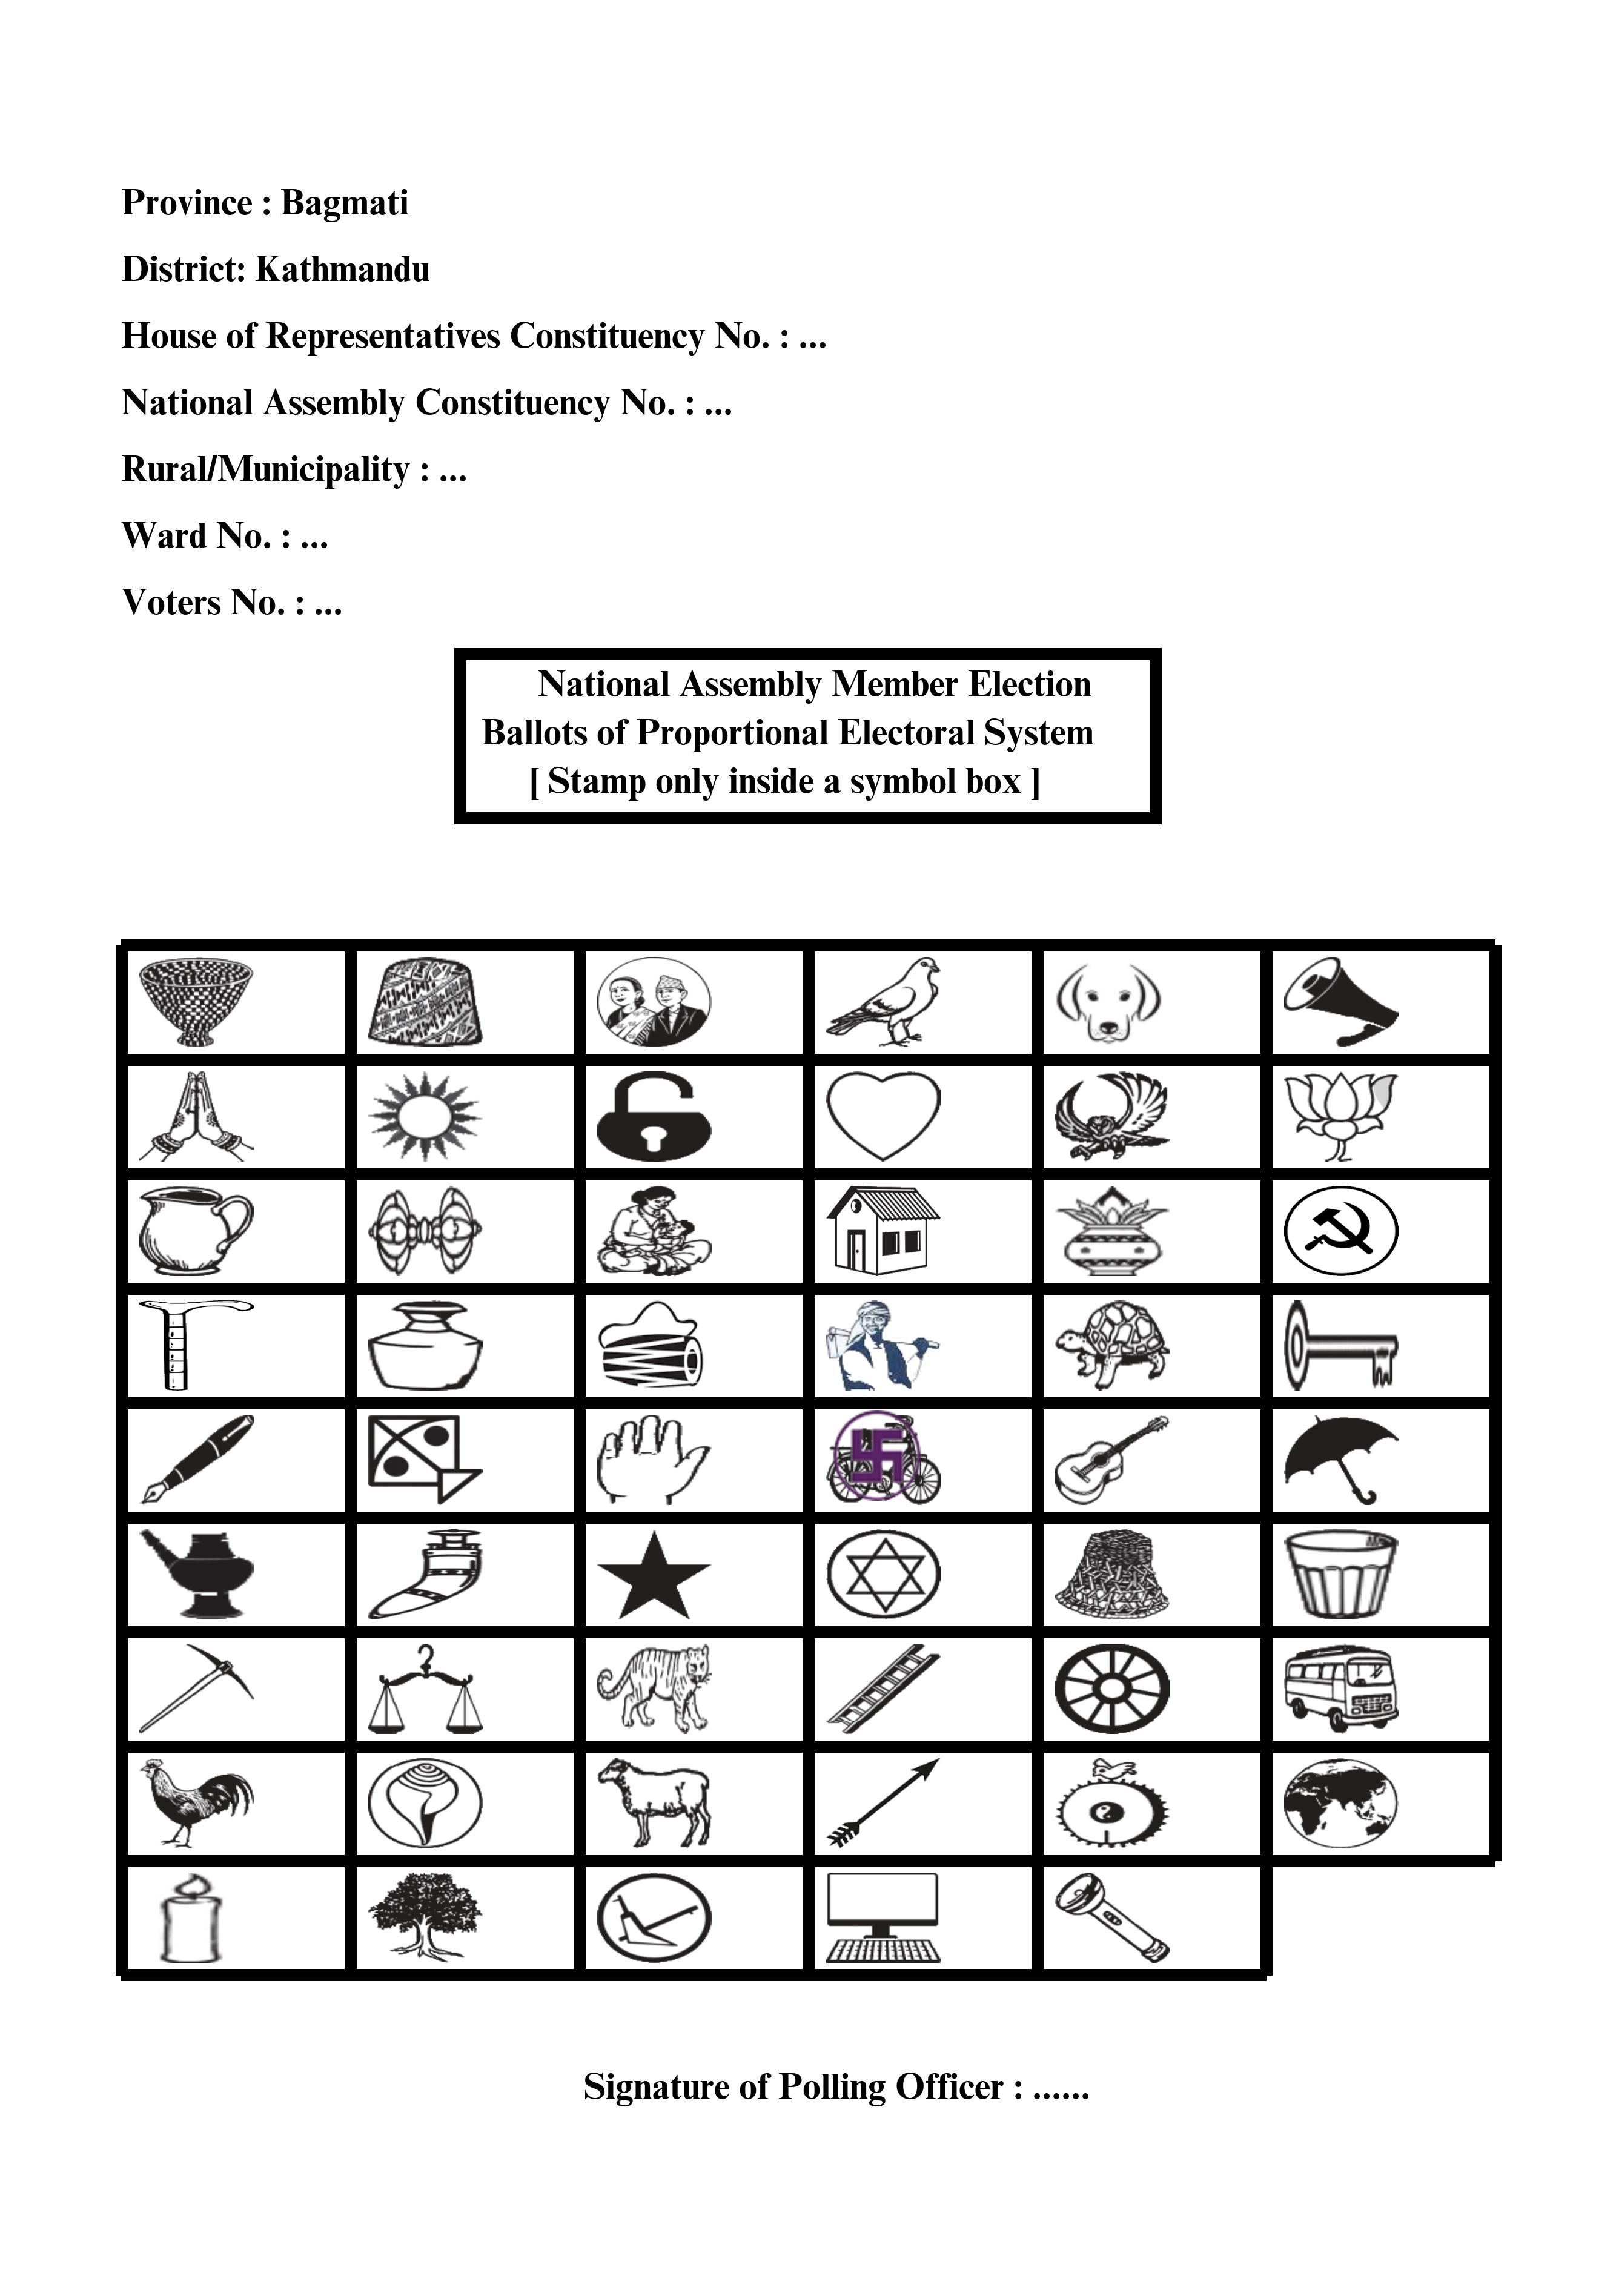 Province : Bagmati
District: Kathmandu
House of Representatives Constituency No. : ...
National Assembly Constituency No. : ...
Rural/Municipality : ...
Ward No. : ...
Voters No. : ...
National Assembly Member Election
Ballots of Proportional Electoral System
[ Stamp only inside a symbol box ]
Signature of Polling Officer : ......